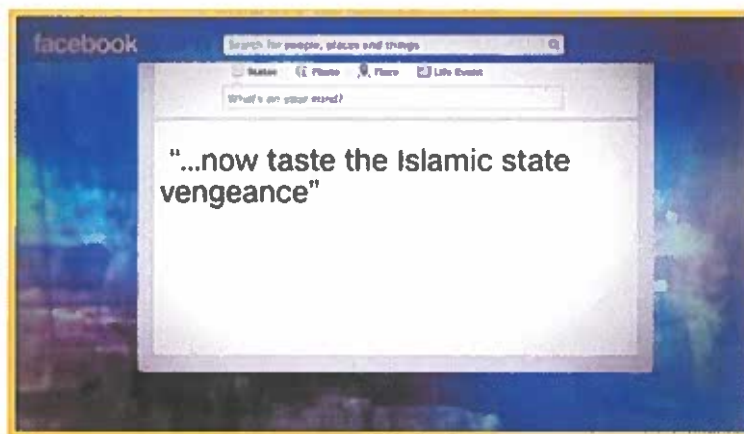 facebook
Search for people, places and things
Status Photo Place Life Event
What's on your mind?
"...now taste the Islamic state
vengeance"